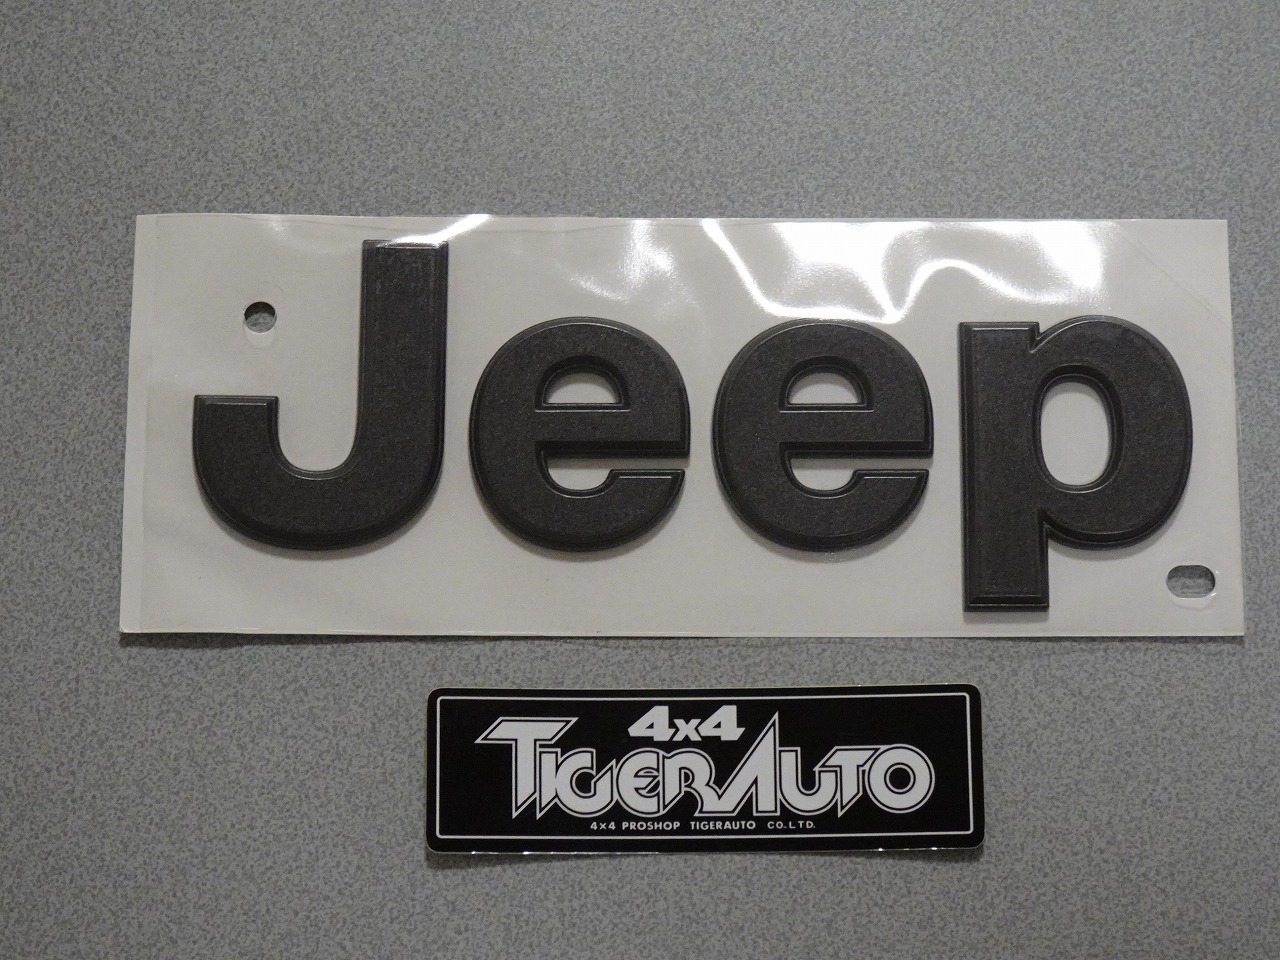 Jeep
4x4
TIGERAUTO
4x4 PROSHOP TIGERAUTO CO.LTD.